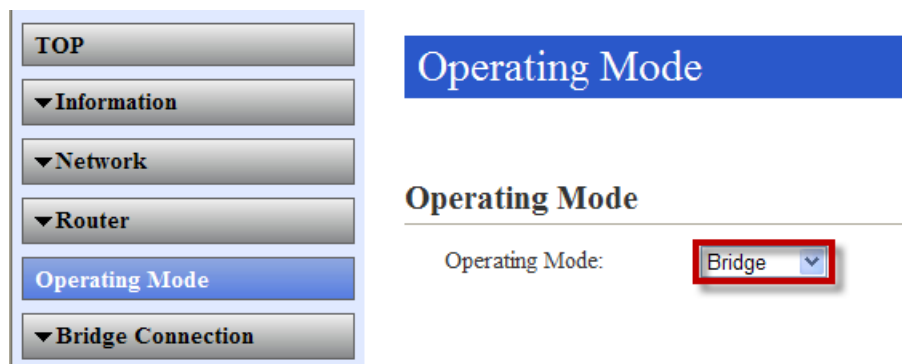 TOP
▼Information
▼Network
▼Router
Operating Mode
▼Bridge Connection
Operating Mode
Operating Mode
Operating Mode: Bridge